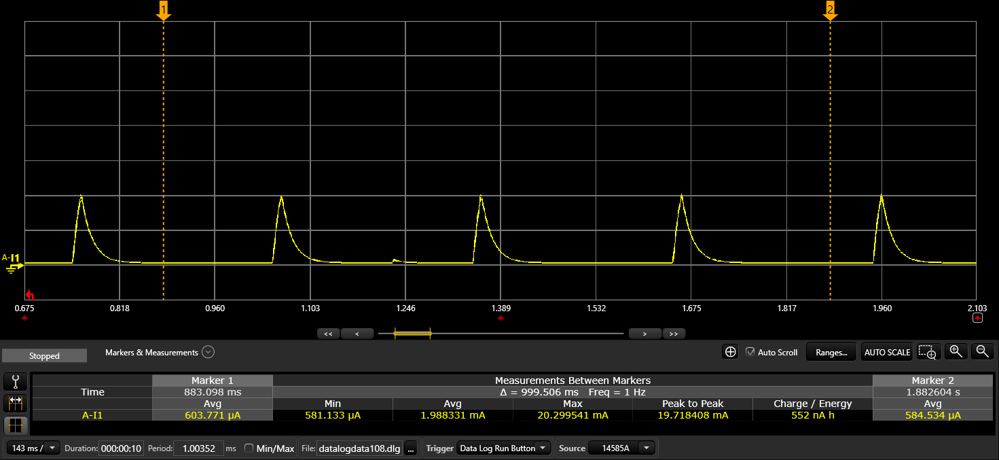 1 2
A-I1
0.675 0.818 0.960 1.103 1.246 1.389 1.532 1.675 1.817 1.960 2.103
<< < > >>
Stopped Markers & Measurements Auto Scroll Ranges... AUTO SCALE
Marker 1 Measurements Between Markers Marker 2
Time 883.098 ms Δ = 999.506 ms Freq = 1 Hz 1.882604 s
Avg Min Avg Max Peak to Peak Charge / Energy Avg
A-I1 603.771 µA 581.133 µA 1.988331 mA 20.299541 mA 19.718408 mA 552 nA h 584.534 µA
143 ms / Duration: 000:00:10 Period: 1.00352 ms Min/Max File: datalogdata108.dlg ... Trigger Data Log Run Button Source 14585A